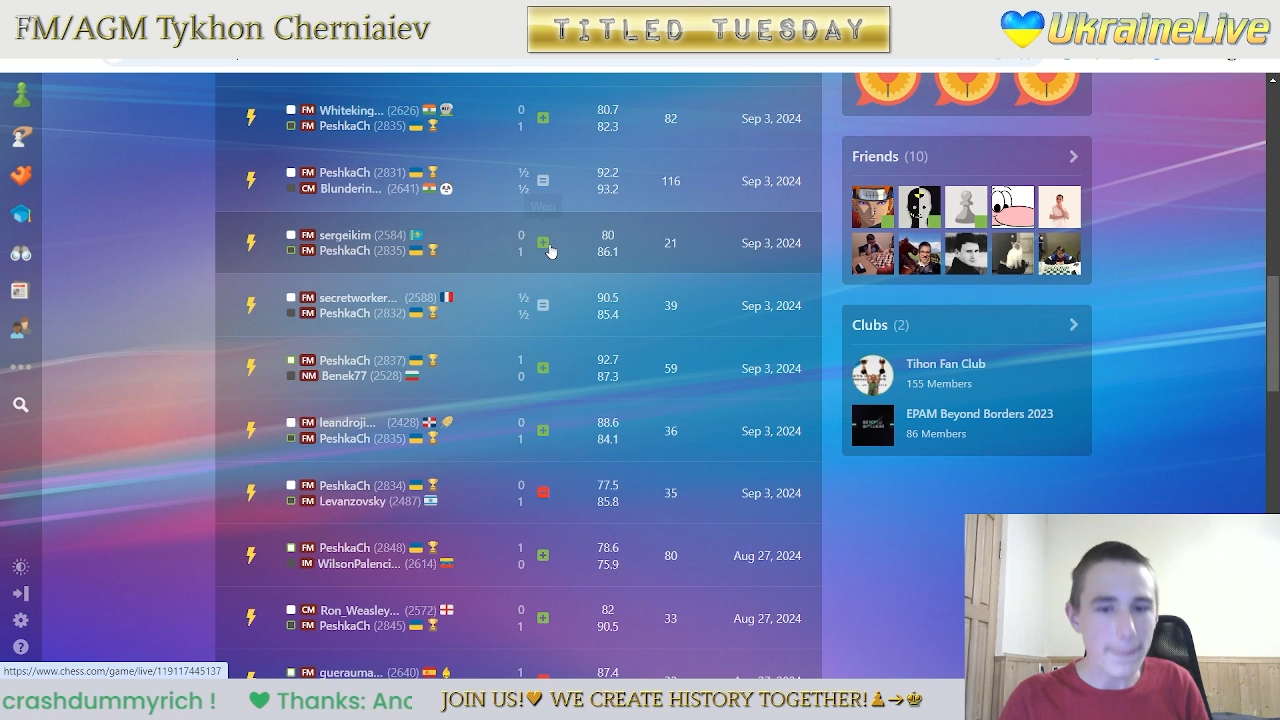 FM/AGM Tykhon Cherniaiev
TITLED TUESDAY
UkraineLive
FM Whiteking... (2626) 0 80.7 82 Sep 3, 2024
FM PeshkaCh (2835) 1 82.3
FM PeshkaCh (2831) ½ 92.2 116 Sep 3, 2024
CM Blunderin... (2641) ½ 93.2
Won
FM sergeikim (2584) 0 80 21 Sep 3, 2024
FM PeshkaCh (2835) 1 86.1
FM secretworker... (2588) ½ 90.5 39 Sep 3, 2024
FM PeshkaCh (2832) ½ 85.4
FM PeshkaCh (2837) 1 92.7 59 Sep 3, 2024
NM Benek77 (2528) 0 87.3
FM leandroji... (2428) 0 88.6 36 Sep 3, 2024
FM PeshkaCh (2835) 1 84.1
FM PeshkaCh (2834) 0 77.5 35 Sep 3, 2024
FM Levanzovsky (2487) 1 85.8
FM PeshkaCh (2848) 1 78.6 80 Aug 27, 2024
IM WilsonPalenci... (2614) 0 75.9
CM Ron_Weasley... (2572) 0 82 33 Aug 27, 2024
FM PeshkaCh (2845) 1 90.5
FM guerauma... (2640) 1 87.4
Friends (10)
Clubs (2)
Tihon Fan Club
155 Members
EPAM Beyond Borders 2023
86 Members
https://www.chess.com/game/live/119117445137
crashdummyrich ! Thanks: And
JOIN US! WE CREATE HISTORY TOGETHER!